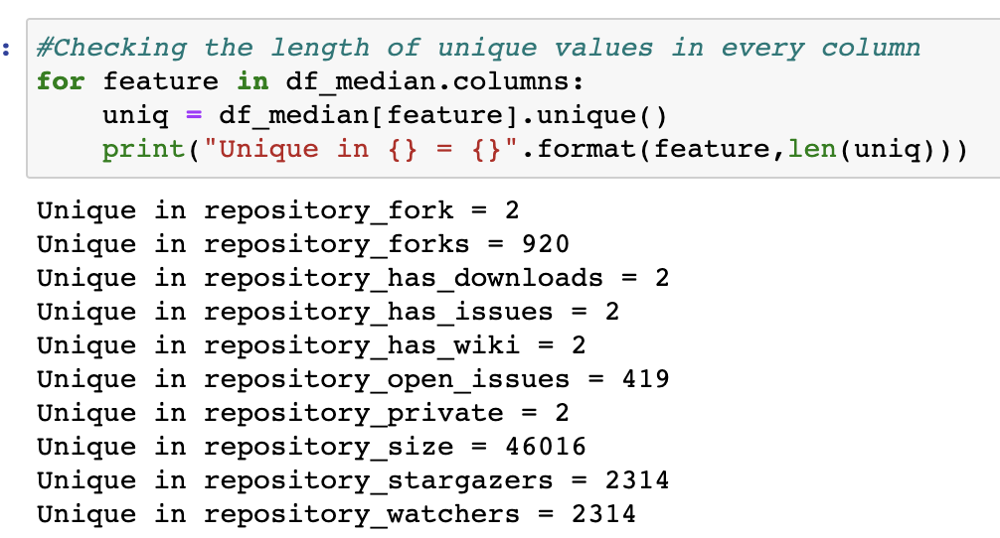 :
#Checking the length of unique values in every column
for feature in df_median.columns:
    uniq = df_median[feature].unique()
    print("Unique in {} = {}".format(feature,len(uniq)))
Unique in repository_fork = 2
Unique in repository_forks = 920
Unique in repository_has_downloads = 2
Unique in repository_has_issues = 2
Unique in repository_has_wiki = 2
Unique in repository_open_issues = 419
Unique in repository_private = 2
Unique in repository_size = 46016
Unique in repository_stargazers = 2314
Unique in repository_watchers = 2314